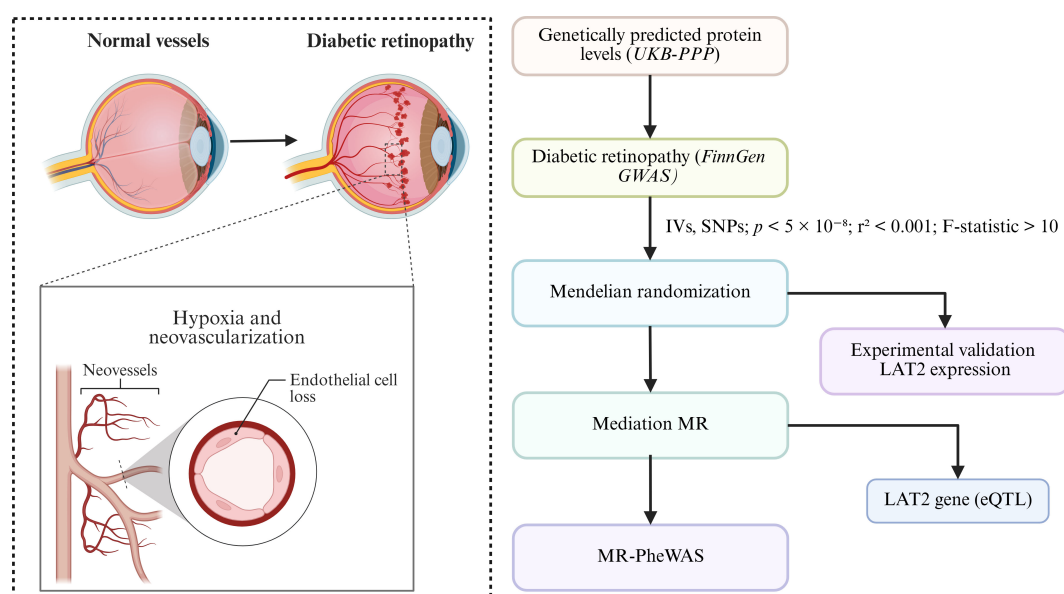 Normal vessels
Diabetic retinopathy
Hypoxia and
neovascularization
Neovessels
Endothelial cell
loss
Genetically predicted protein
levels (UKB-PPP)
Diabetic retinopathy (FinnGen
GWAS)
IVs, SNPs; p < 5 × 10⁻⁸; r² < 0.001; F-statistic > 10
Mendelian randomization
Experimental validation
LAT2 expression
Mediation MR
LAT2 gene (eQTL)
MR-PheWAS